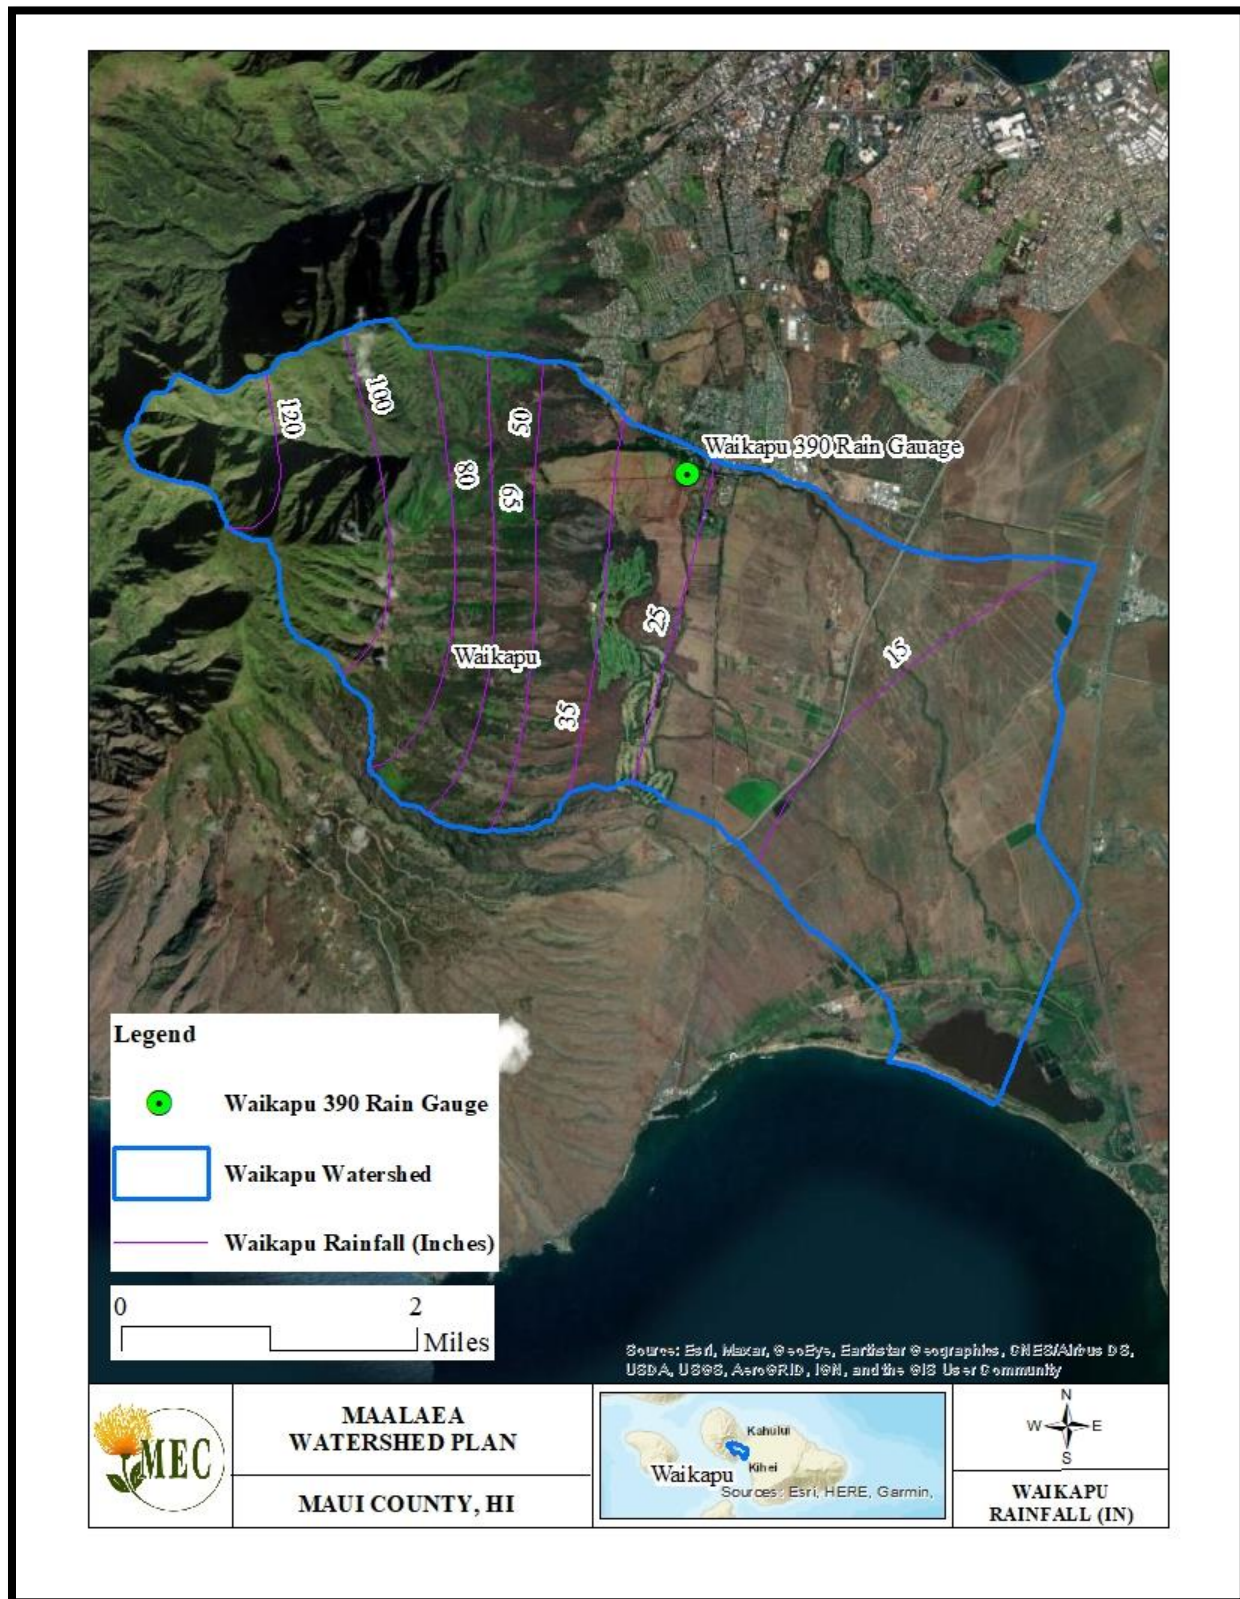 120
100
80
65
50
35
25
15
Waikapu 390 Rain Gauage
Waikapu
Legend
Waikapu 390 Rain Gauge
Waikapu Watershed
Waikapu Rainfall (Inches)
0 2
Miles
Source: Esri, Maxar, GeoEye, Earthstar Geographics, CNES/Airbus DS,
USDA, USGS, AeroGRID, IGN, and the GIS User Community
MEC
MAALAEA
WATERSHED PLAN
MAUI COUNTY, HI
Kahului
Kihei
Waikapu
Sources: Esri, HERE, Garmin,
N
W E
S
WAIKAPU
RAINFALL (IN)